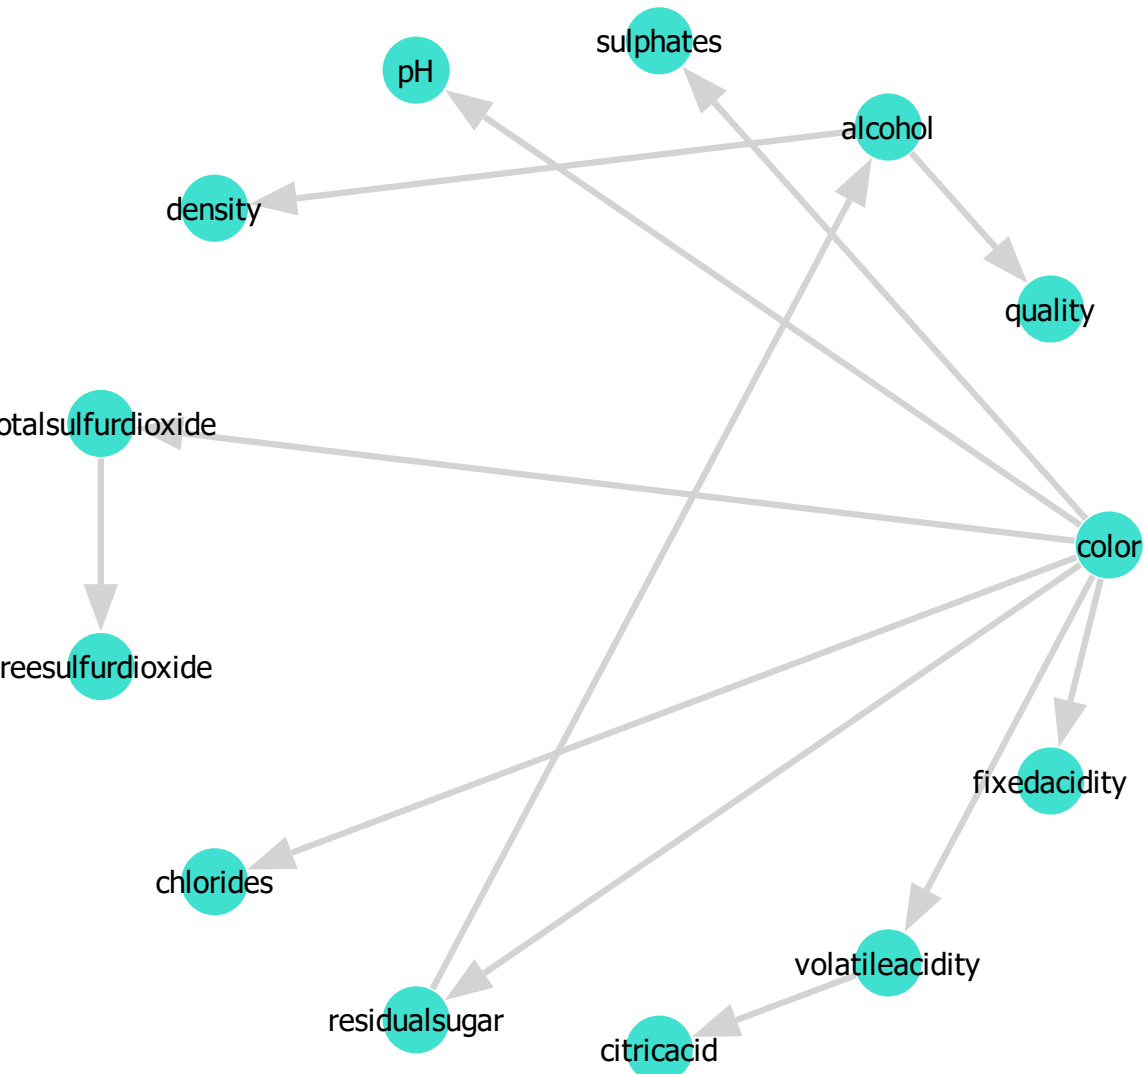 sulphates
pH
alcohol
density
quality
otalsulfurdioxide
color
reesulfurdioxide
fixedacidity
chlorides
volatileacidity
residualsugar
citricacid